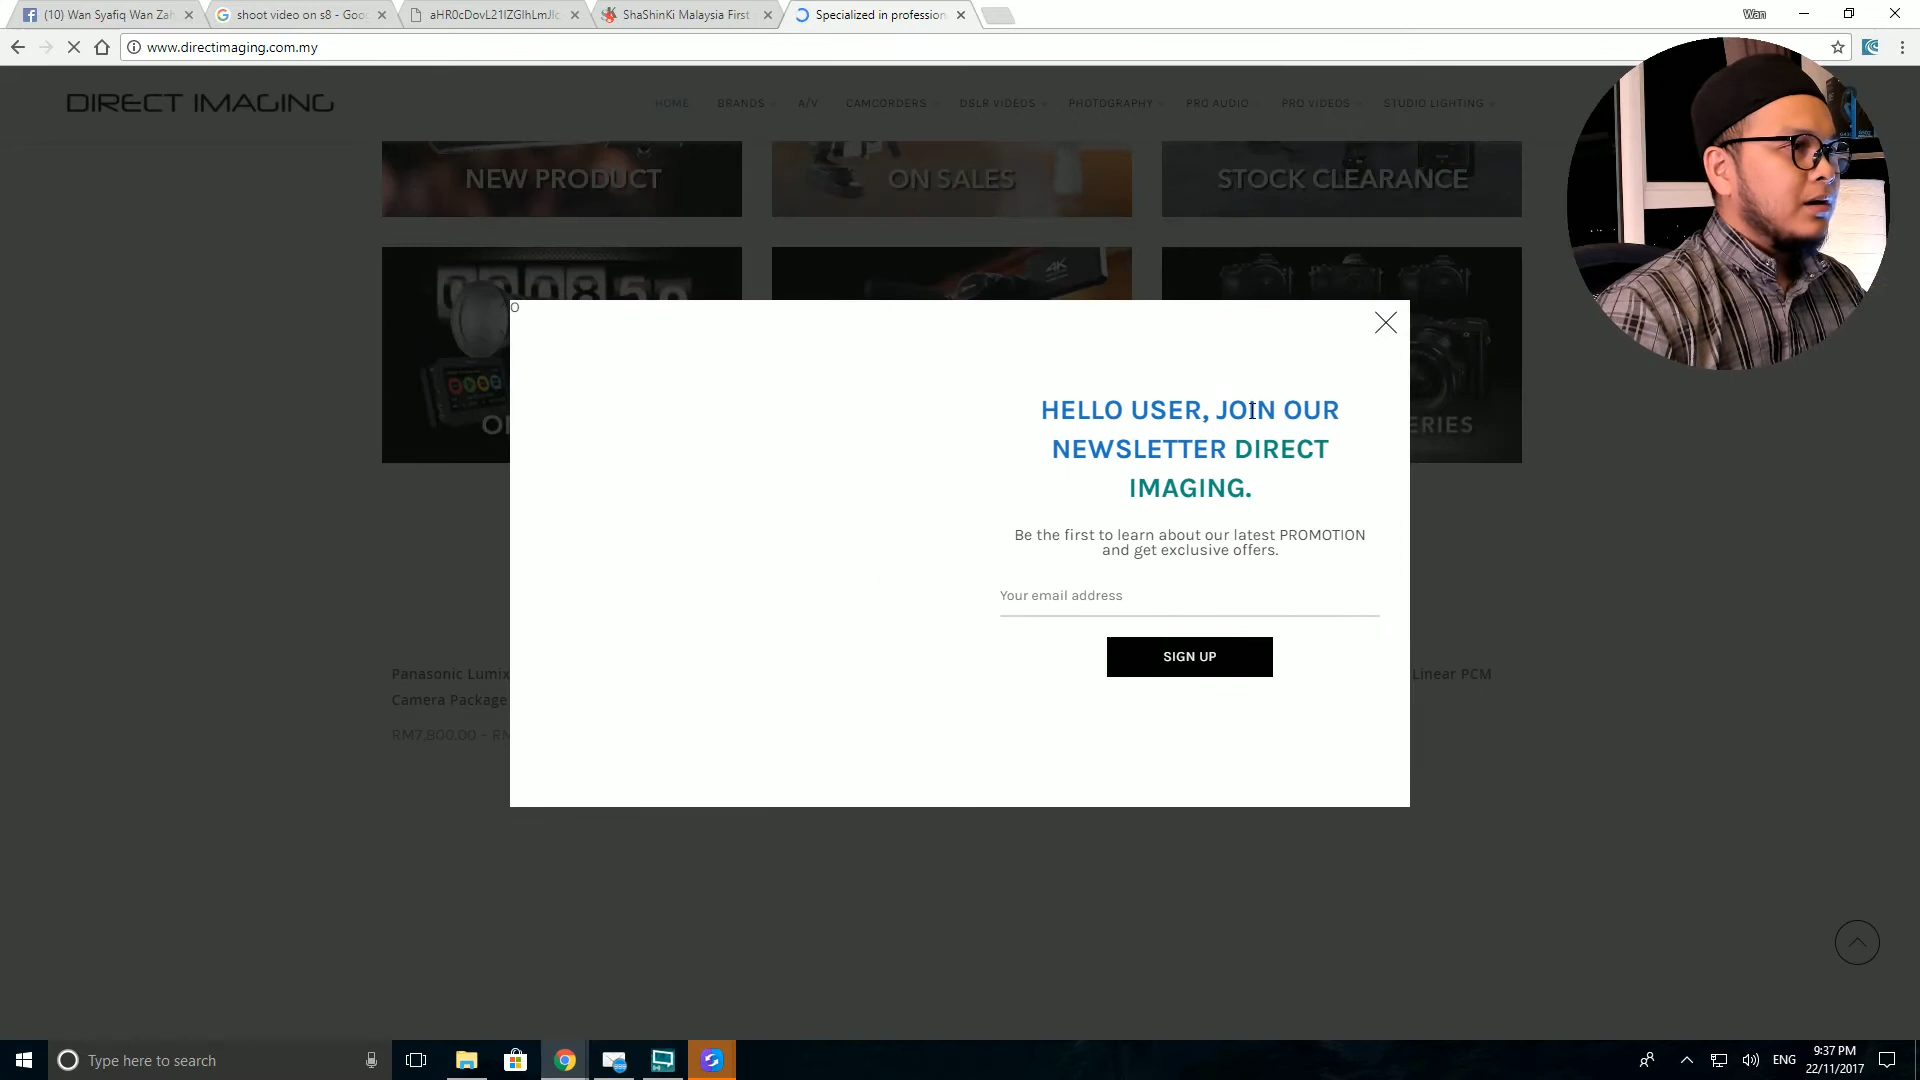 (10) Wan Syafiq Wan Zah
shoot video on s8 - Goo
aHR0cDovL21lZGlhLmJlc
ShaShinKi Malaysia First
Specialized in profession
Wan
www.directimaging.com.my
DIRECT IMAGING
HOME BRANDS A/V CAMCORDERS DSLR VIDEOS PHOTOGRAPHY PRO AUDIO PRO VIDEOS STUDIO LIGHTING
NEW PRODUCT
ON SALES
STOCK CLEARANCE
4K
O
HELLO USER, JOIN OUR
NEWSLETTER DIRECT
IMAGING.
Be the first to learn about our latest PROMOTION
and get exclusive offers.
Your email address
SIGN UP
ERIES
Panasonic Lumix
Camera Package
RM7,800.00 - RM
Linear PCM
Type here to search
ENG
9:37 PM
22/11/2017